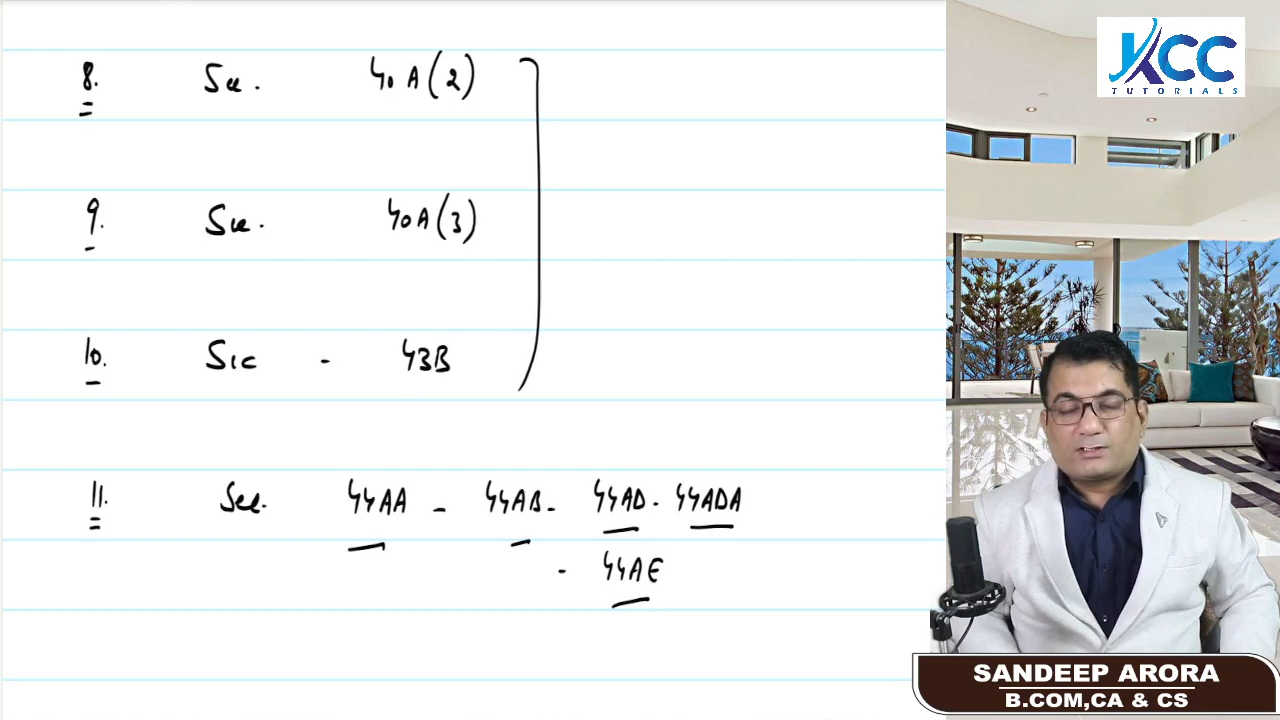 8. Sec. 40A(2)
9. Sec. 40A(3)
10. Sec - 43B
11. Sec. 44AA - 44AB - 44AD - 44ADA
- 44AE
KCC
TUTORIALS
SANDEEP ARORA
B.COM,CA & CS